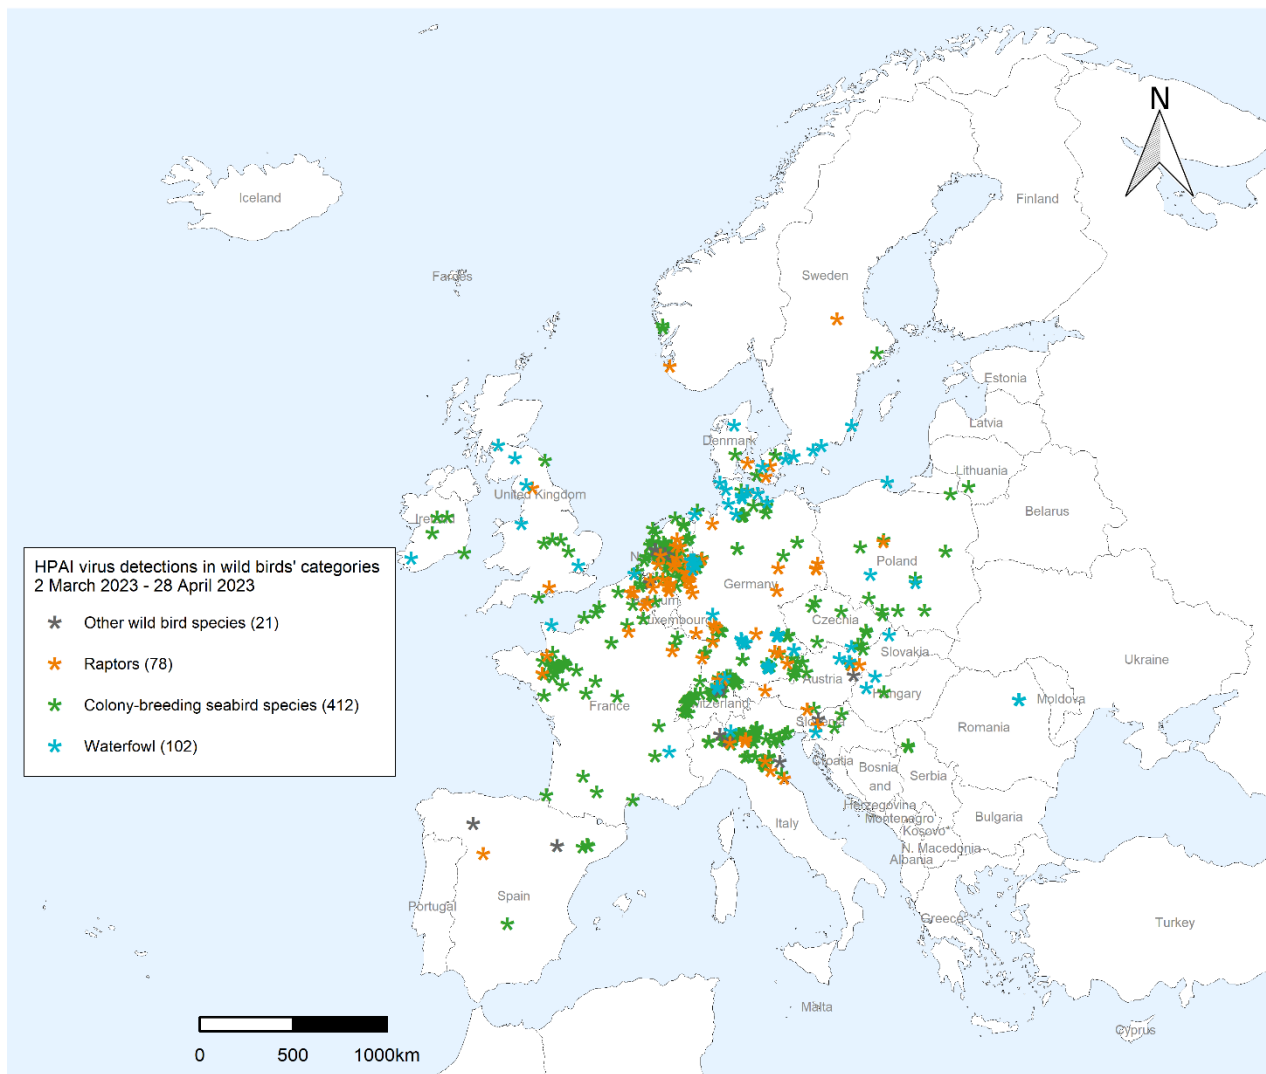 N
Iceland
Finland
Faroes
Sweden
Estonia
Latvia
Denmark
Lithuania
United Kingdom
Belarus
Ireland
HPAI virus detections in wild birds' categories
2 March 2023 - 28 April 2023
Other wild bird species (21)
Raptors (78)
Colony-breeding seabird species (412)
Waterfowl (102)
Poland
Germany
Belgium
Luxembourg
Czechia
Slovakia
Ukraine
Austria
Hungary
Moldova
France
Switzerland
Slovenia
Romania
Croatia
Bosnia
and
Herzegovina
Serbia
Montenegro
Kosovo*
Bulgaria
Italy
N. Macedonia
Albania
Spain
Portugal
Greece
Turkey
Malta
Cyprus
0 500 1000km